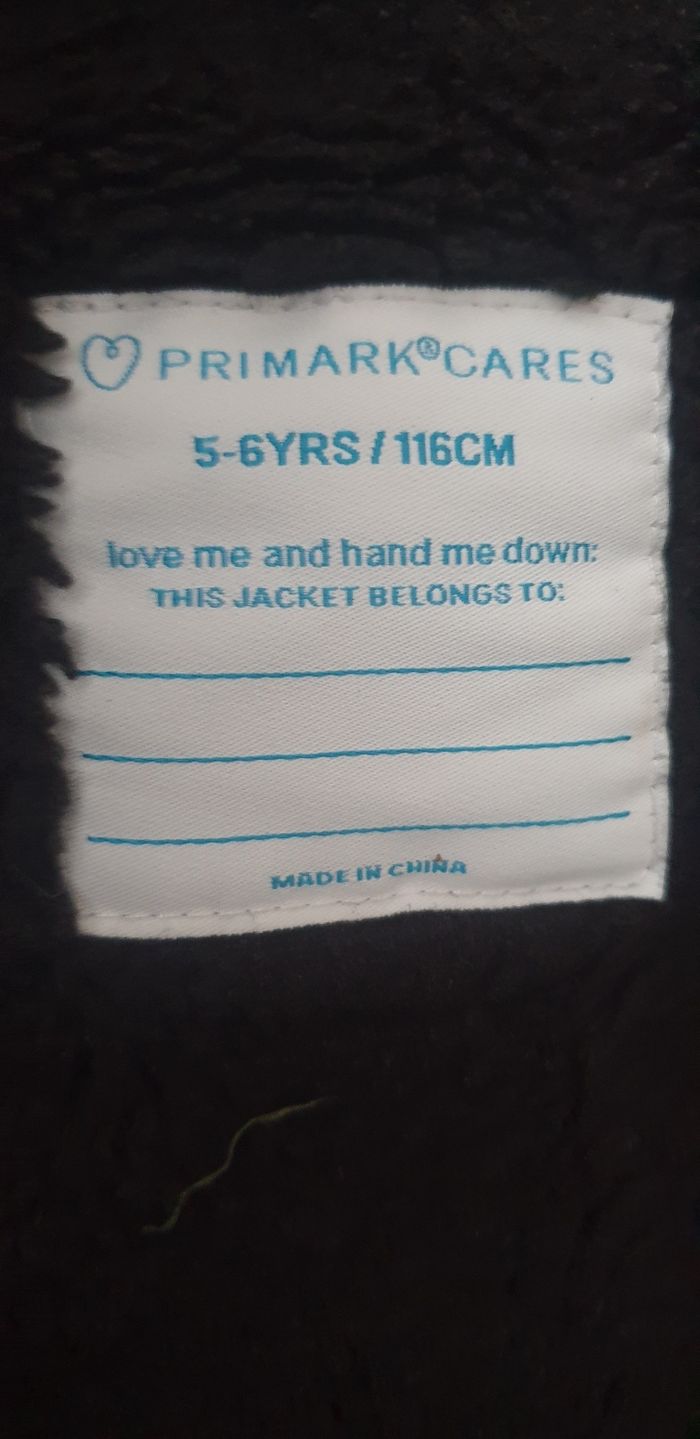 PRIMARK®CARES
5-6YRS / 116CM
love me and hand me down:
THIS JACKET BELONGS TO:
MADE IN CHINA